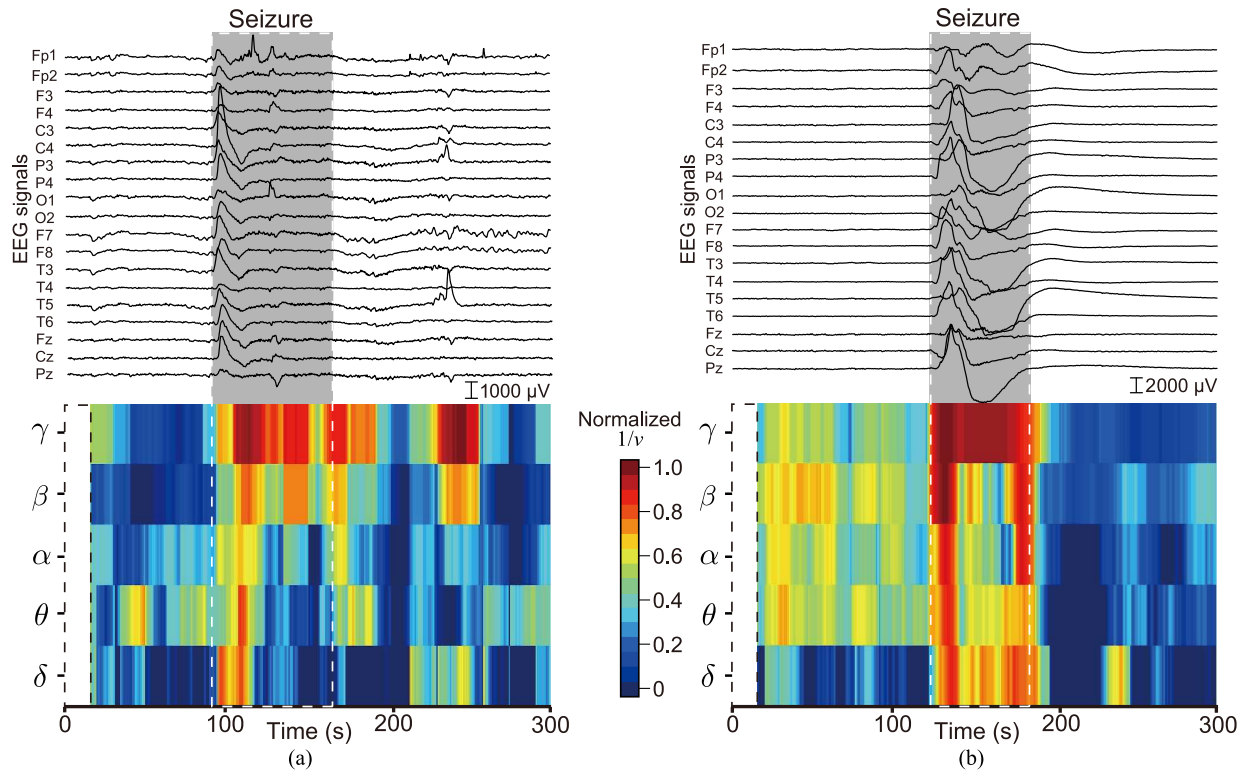 Seizure
Fp1
Fp2
F3
F4
C3
C4
P3
P4
O1
O2
F7
F8
T3
T4
T5
T6
Fz
Cz
Pz
EEG signals
1000 μV
γ
β
α
θ
δ
0 100 200 300
Time (s)
(a)
Normalized
1/v
1.0
0.8
0.6
0.4
0.2
0
Seizure
Fp1
Fp2
F3
F4
C3
C4
P3
P4
O1
O2
F7
F8
T3
T4
T5
T6
Fz
Cz
Pz
EEG signals
2000 μV
γ
β
α
θ
δ
0 100 200 300
Time (s)
(b)